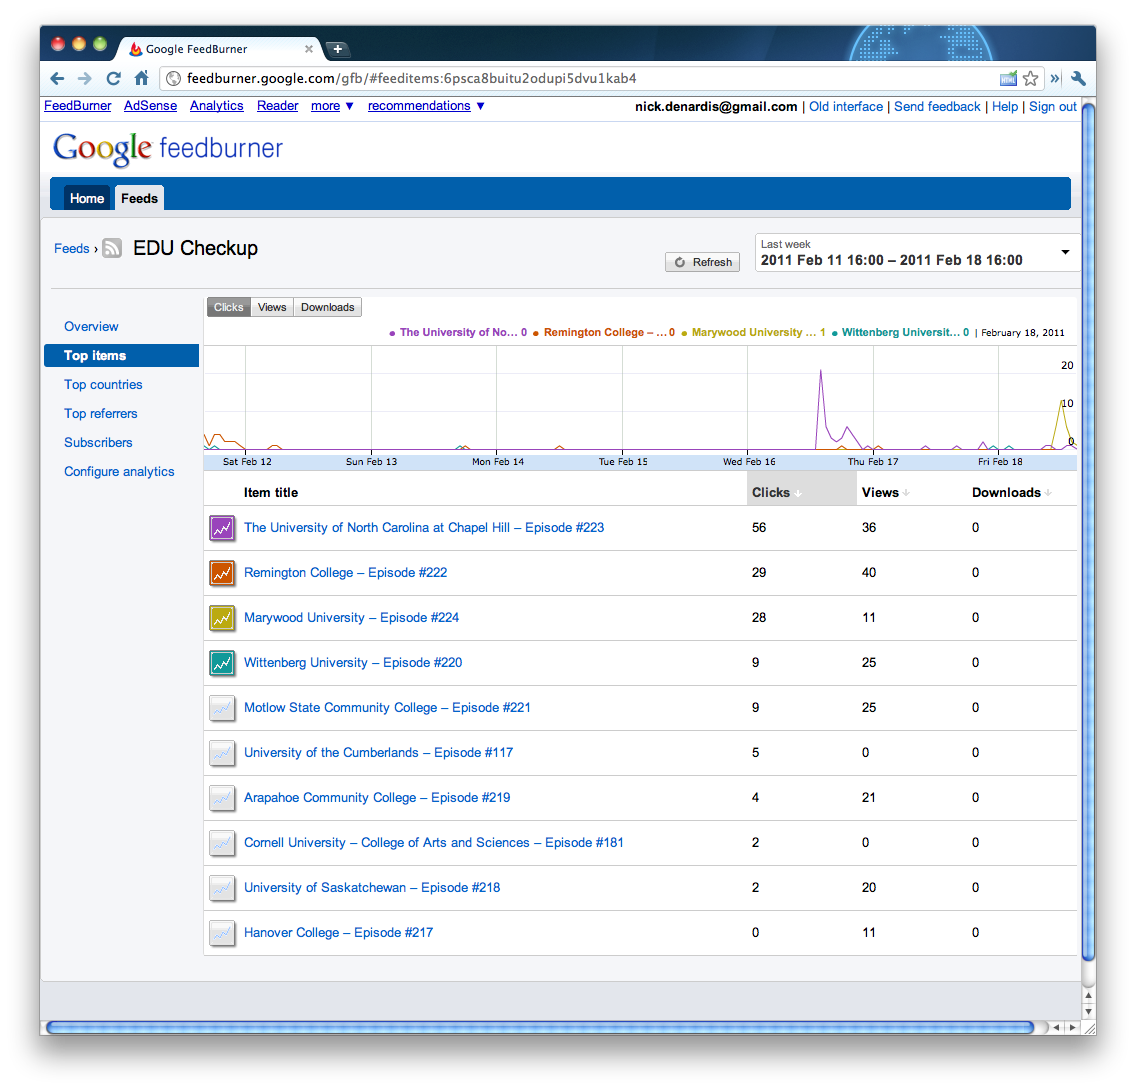 Google FeedBurner
feedburner.google.com/gfb/#feeditems:6psca8buitu2odupi5dvu1kab4
FeedBurner AdSense Analytics Reader more ▼ recommendations ▼ nick.denardis@gmail.com | Old interface | Send feedback | Help | Sign out
Google feedburner
Home Feeds
Feeds › EDU Checkup
Refresh
Last week
2011 Feb 11 16:00 – 2011 Feb 18 16:00
Clicks Views Downloads
Overview
Top items
Top countries
Top referrers
Subscribers
Configure analytics
The University of No... 0 Remington College – ... 0 Marywood University ... 1 Wittenberg Universit... 0 | February 18, 2011
20
10
0
Sat Feb 12 Sun Feb 13 Mon Feb 14 Tue Feb 15 Wed Feb 16 Thu Feb 17 Fri Feb 18
Item title Clicks Views Downloads
The University of North Carolina at Chapel Hill – Episode #223 56 36 0
Remington College – Episode #222 29 40 0
Marywood University – Episode #224 28 11 0
Wittenberg University – Episode #220 9 25 0
Motlow State Community College – Episode #221 9 25 0
University of the Cumberlands – Episode #117 5 0 0
Arapahoe Community College – Episode #219 4 21 0
Cornell University – College of Arts and Sciences – Episode #181 2 0 0
University of Saskatchewan – Episode #218 2 20 0
Hanover College – Episode #217 0 11 0